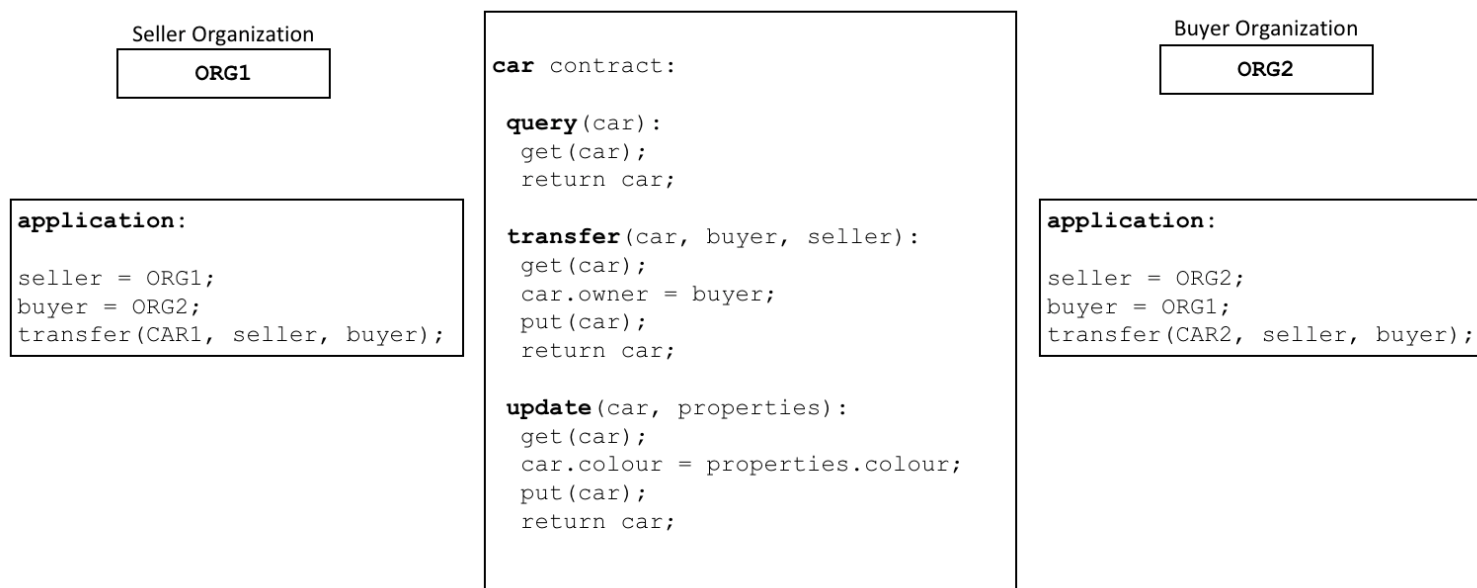 Seller Organization
ORG1
application:
seller = ORG1;
buyer = ORG2;
transfer(CAR1, seller, buyer);
car contract:
query(car):
get(car);
return car;
transfer(car, buyer, seller):
get(car);
car.owner = buyer;
put(car);
return car;
update(car, properties):
get(car);
car.colour = properties.colour;
put(car);
return car;
Buyer Organization
ORG2
application:
seller = ORG2;
buyer = ORG1;
transfer(CAR2, seller, buyer);